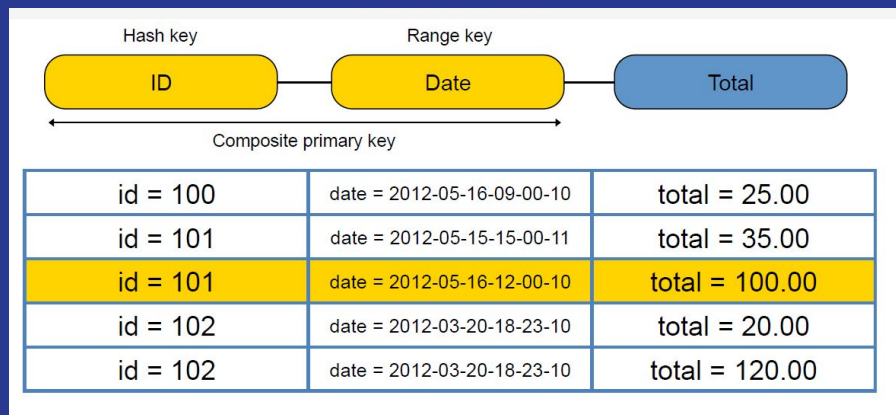 Hash key Range key
ID Date Total
Composite primary key
id = 100 date = 2012-05-16-09-00-10 total = 25.00
id = 101 date = 2012-05-15-15-00-11 total = 35.00
id = 101 date = 2012-05-16-12-00-10 total = 100.00
id = 102 date = 2012-03-20-18-23-10 total = 20.00
id = 102 date = 2012-03-20-18-23-10 total = 120.00